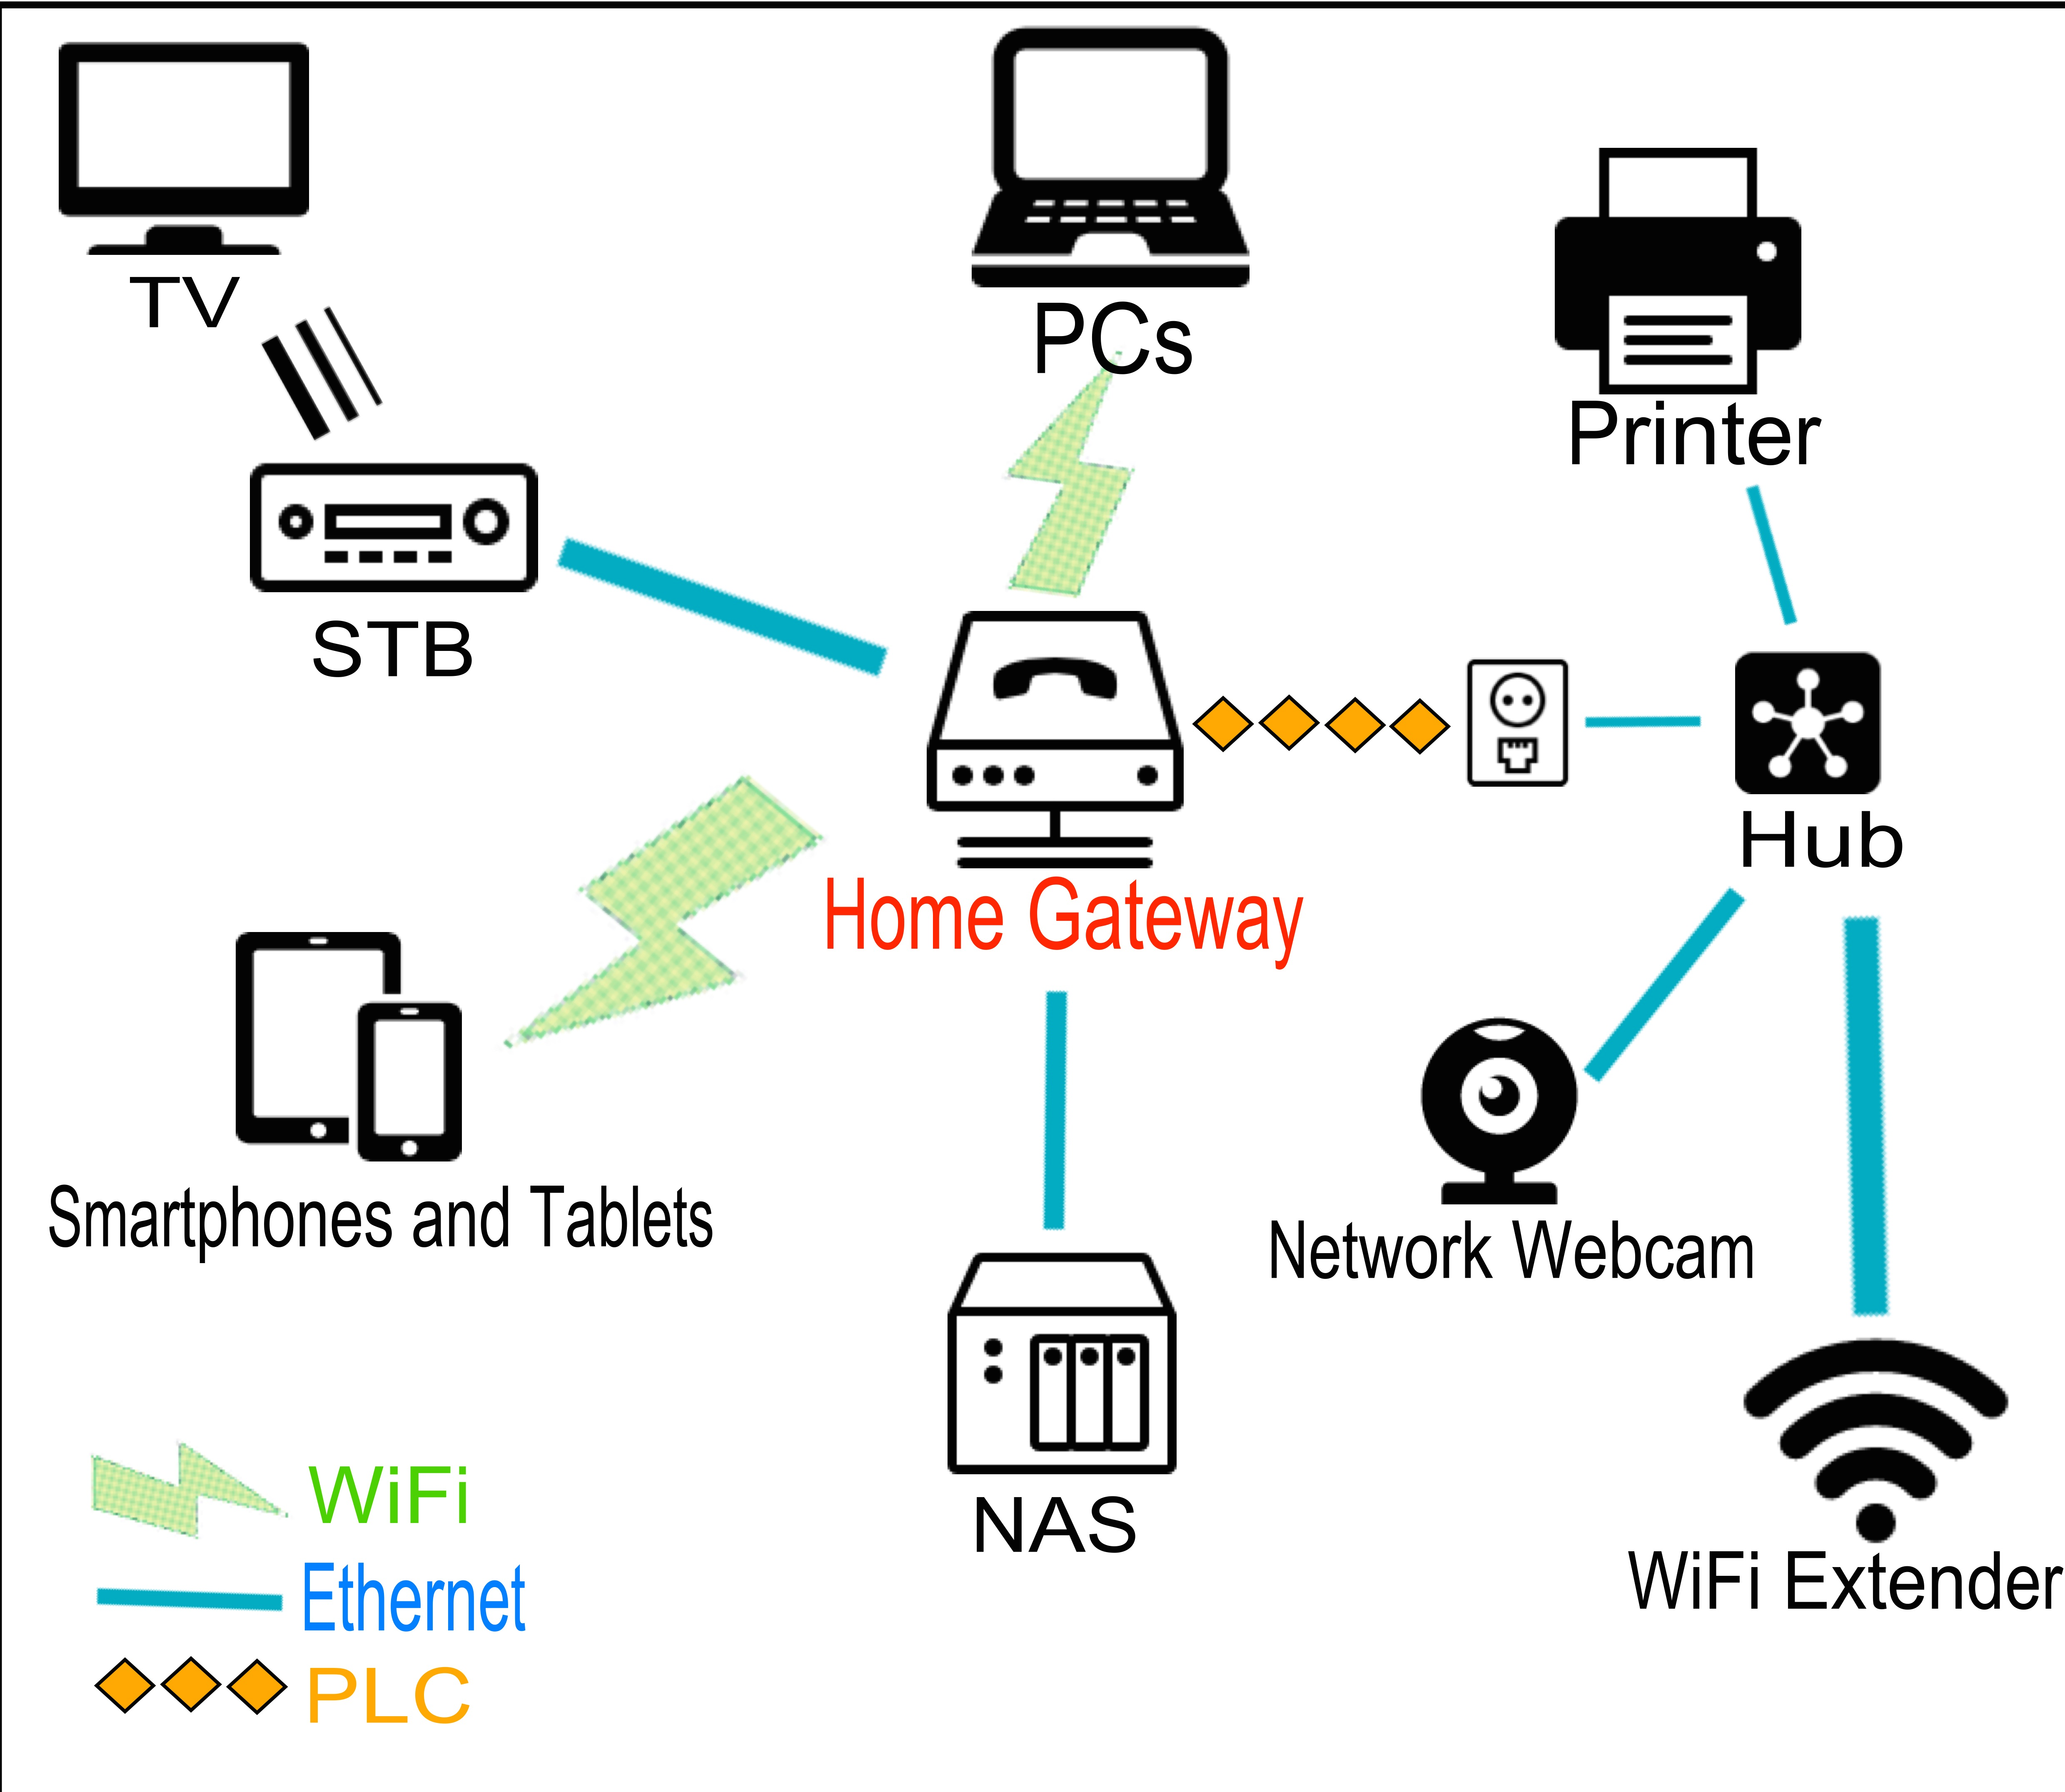 TV
PCs
Printer
STB
Hub
Home Gateway
Smartphones and Tablets
Network Webcam
NAS
WiFi Extender
WiFi
Ethernet
PLC